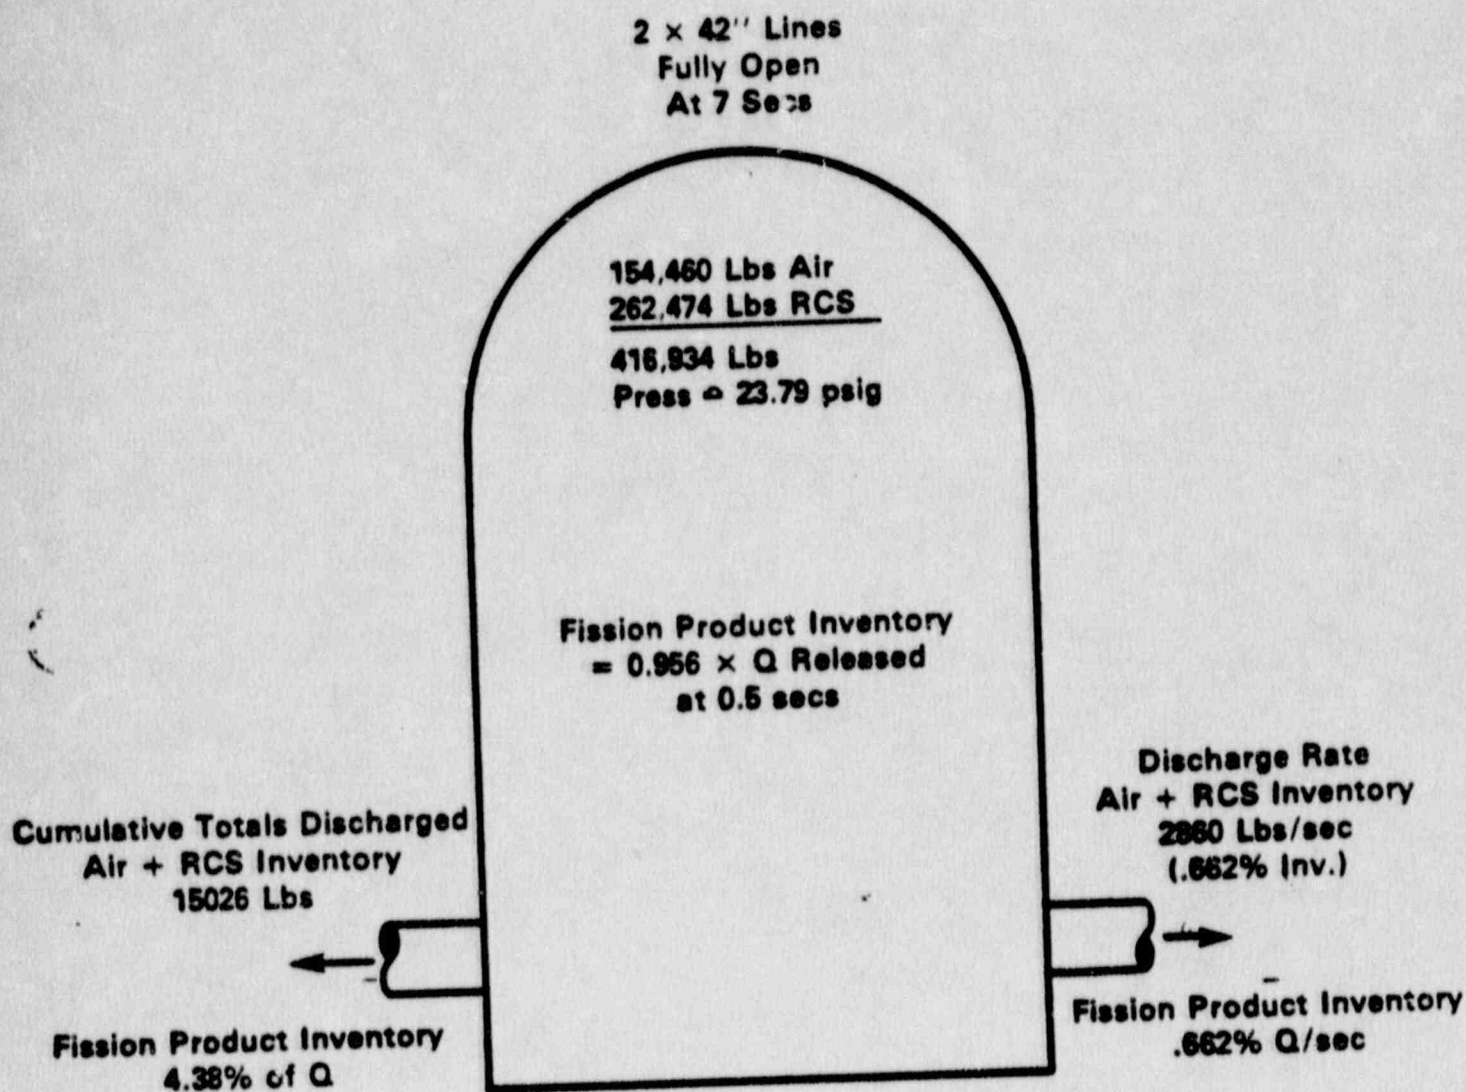 2 × 42'' Lines
Fully Open
At 7 Secs
154,460 Lbs Air
262,474 Lbs RCS
416,934 Lbs
Press = 23.79 psig
Fission Product Inventory
= 0.956 × Q Released
at 0.5 secs
Cumulative Totals Discharged
Air + RCS Inventory
15026 Lbs
Fission Product Inventory
4.38% of Q
Discharge Rate
Air + RCS Inventory
2860 Lbs/sec
(.662% Inv.)
Fission Product Inventory
.662% Q/sec